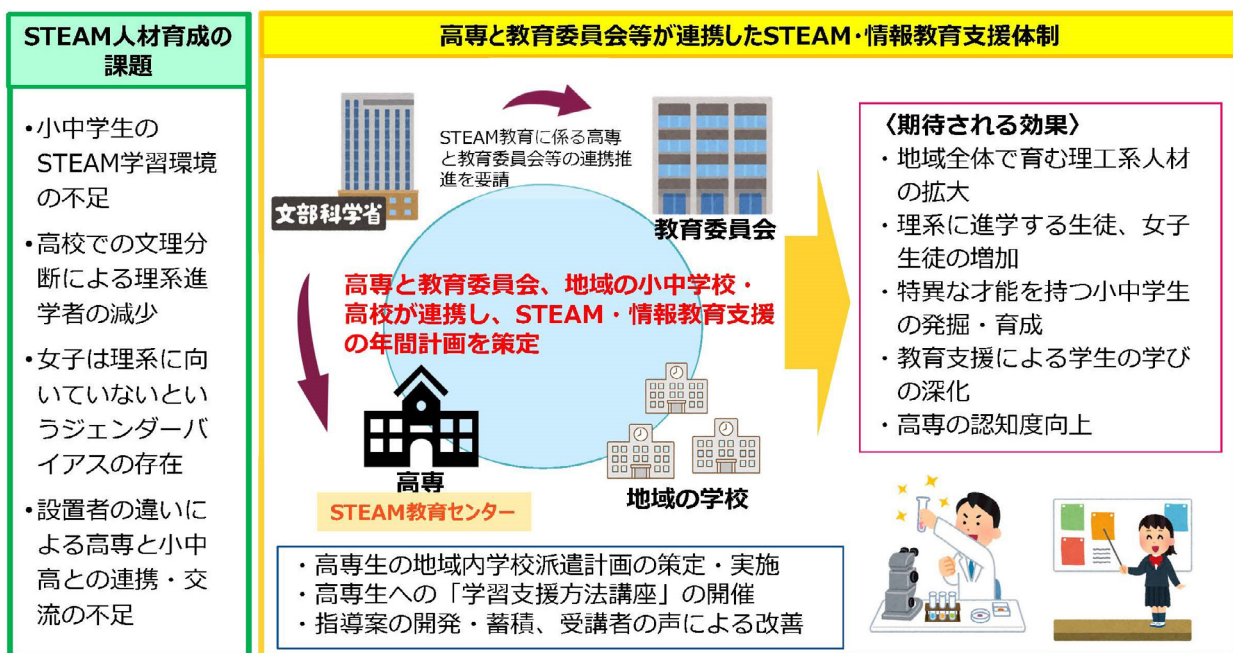 STEAM人材育成の
課題
•小中学生の
STEAM学習環境
の不足
•高校での文理分
断による理系進
学者の減少
•女子は理系に向
いていないとい
うジェンダーバ
イアスの存在
•設置者の違いに
よる高専と小中
高との連携・交
流の不足
高専と教育委員会等が連携したSTEAM・情報教育支援体制
STEAM教育に係る高専
と教育委員会等の連携推
進を要請
文部科学省
教育委員会
高専と教育委員会、地域の小中学校・
高校が連携し、STEAM・情報教育支援
の年間計画を策定
高専
STEAM教育センター
地域の学校
・高専生の地域内学校派遣計画の策定・実施
・高専生への「学習支援方法講座」の開催
・指導案の開発・蓄積、受講者の声による改善
〈期待される効果〉
・地域全体で育む理工系人材
の拡大
・理系に進学する生徒、女子
生徒の増加
・特異な才能を持つ小中学生
の発掘・育成
・教育支援による学生の学び
の深化
・高専の認知度向上